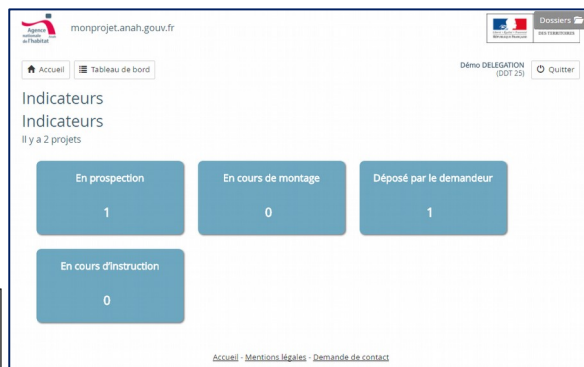 Agence
nationale
de l'habitat
monprojet.anah.gouv.fr
Dossiers
DES TERRITOIRES
Accueil
Tableau de bord
Démo DELEGATION
(DDT 25)
Quitter
Indicateurs
Indicateurs
Il y a 2 projets
En prospection
1
En cours de montage
0
Déposé par le demandeur
1
En cours d'instruction
0
Accueil - Mentions légales - Demande de contact